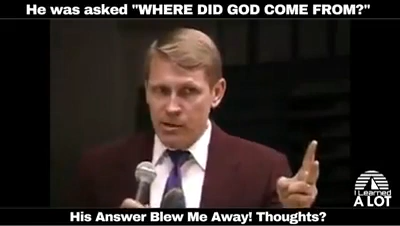 He was asked "WHERE DID GOD COME FROM?"
I Learned
A LOT
His Answer Blew Me Away! Thoughts?